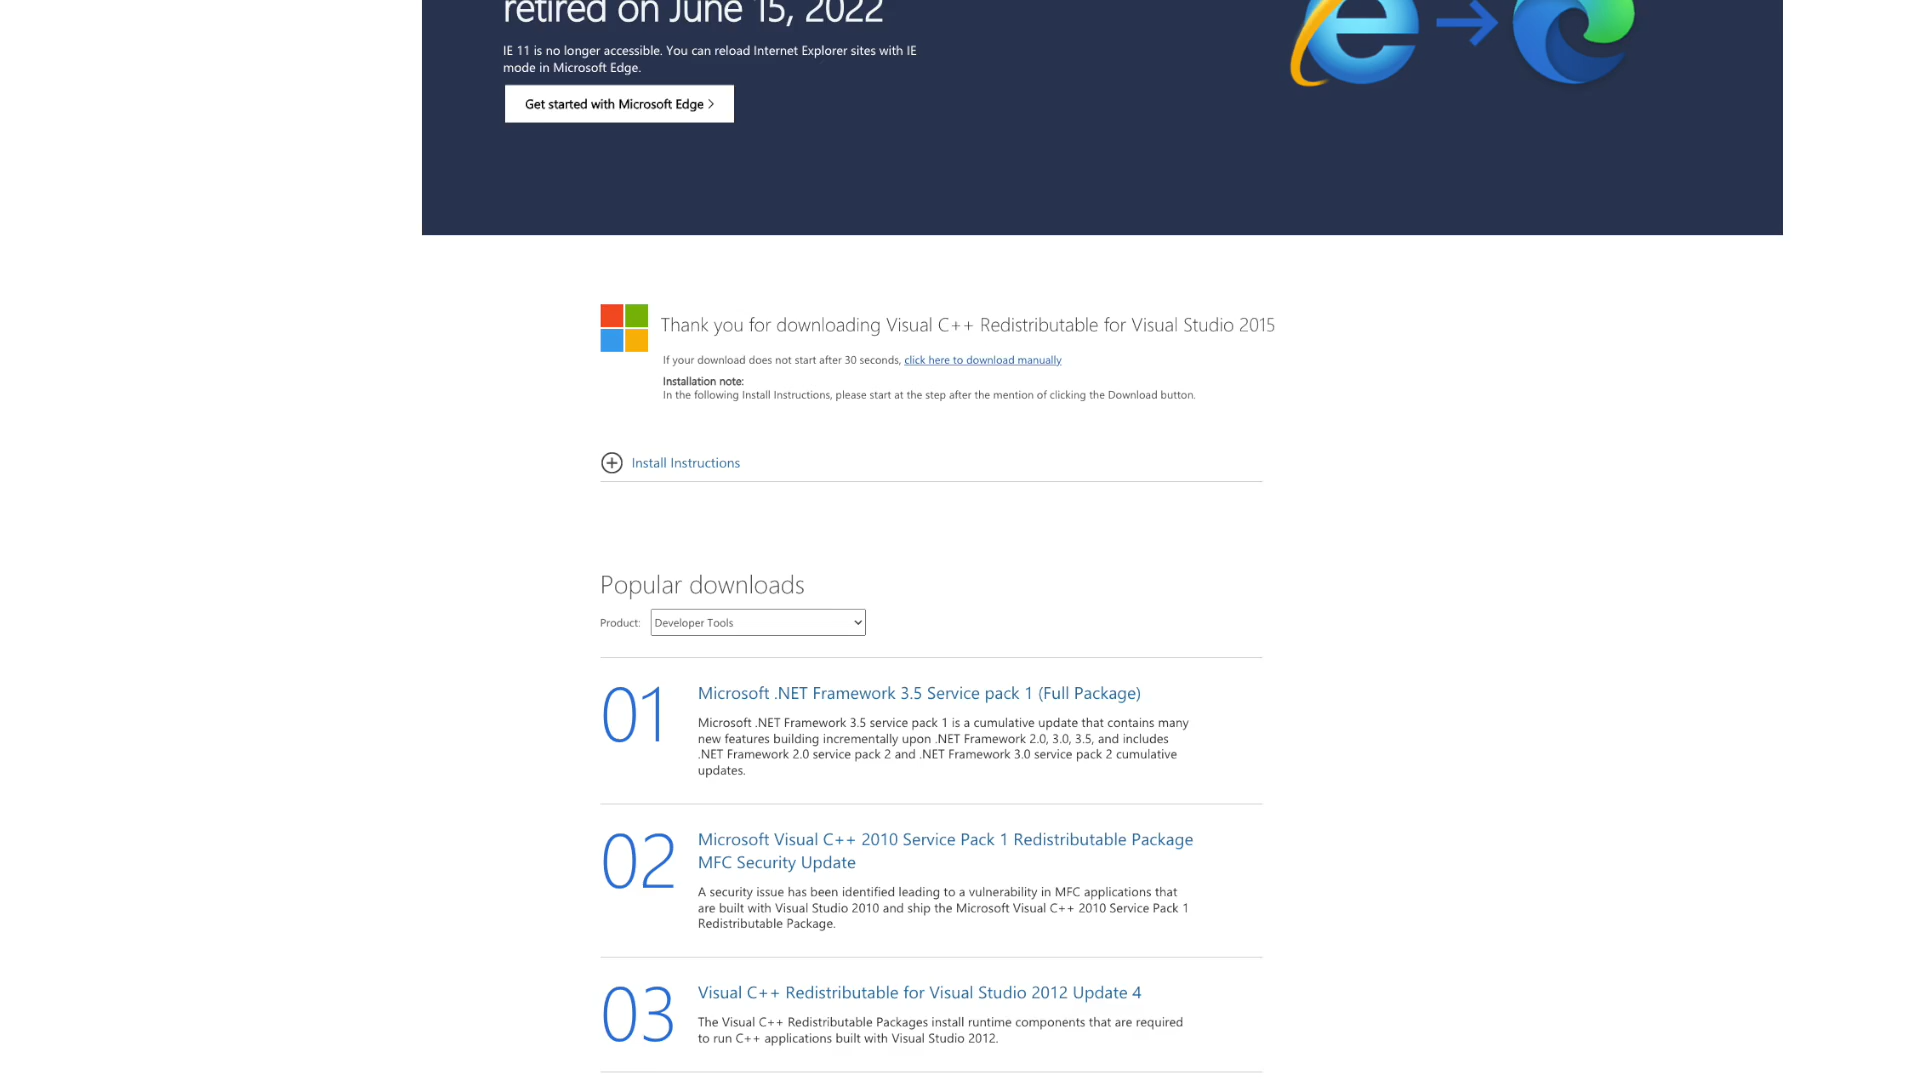 retired on June 15, 2022
IE 11 is no longer accessible. You can reload Internet Explorer sites with IE
mode in Microsoft Edge.
Get started with Microsoft Edge >
Thank you for downloading Visual C++ Redistributable for Visual Studio 2015
If your download does not start after 30 seconds, click here to download manually
Installation note:
In the following Install Instructions, please start at the step after the mention of clicking the Download button.
Install Instructions
Popular downloads
Product: Developer Tools
01
Microsoft .NET Framework 3.5 Service pack 1 (Full Package)
Microsoft .NET Framework 3.5 service pack 1 is a cumulative update that contains many
new features building incrementally upon .NET Framework 2.0, 3.0, 3.5, and includes
.NET Framework 2.0 service pack 2 and .NET Framework 3.0 service pack 2 cumulative
updates.
02
Microsoft Visual C++ 2010 Service Pack 1 Redistributable Package
MFC Security Update
A security issue has been identified leading to a vulnerability in MFC applications that
are built with Visual Studio 2010 and ship the Microsoft Visual C++ 2010 Service Pack 1
Redistributable Package.
03
Visual C++ Redistributable for Visual Studio 2012 Update 4
The Visual C++ Redistributable Packages install runtime components that are required
to run C++ applications built with Visual Studio 2012.